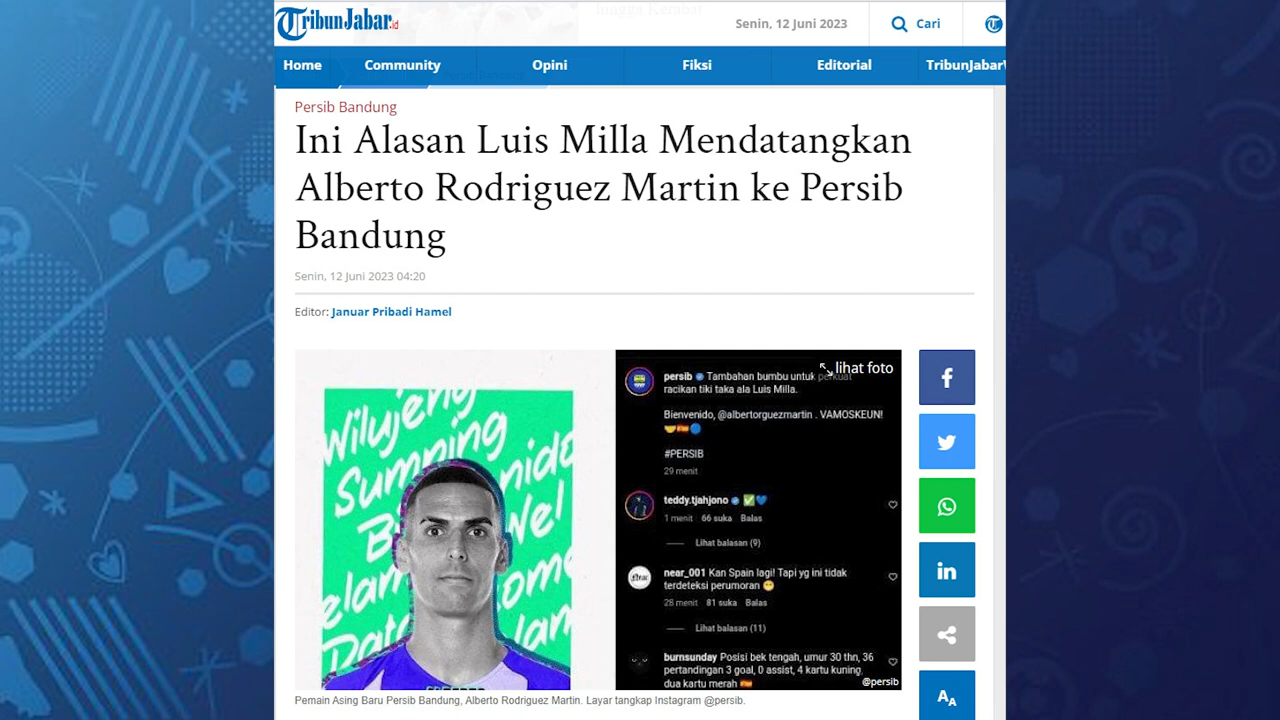 TribunJabar.id
Senin, 12 Juni 2023
Cari
Home
Community
Opini
Fiksi
Editorial
TribunJabar
Persib Bandung
Ini Alasan Luis Milla Mendatangkan
Alberto Rodriguez Martin ke Persib
Bandung
Senin, 12 Juni 2023 04:20
Editor: Januar Pribadi Hamel
lihat foto
Wilujeng
Sumping
persib Tambahan bumbu untuk perkuat
racikan tiki taka ala Luis Milla.
Bienvenido, @albertorguezmartin . VAMOSKEUN!
🤝🇪🇸🔵
#PERSIB
29 menit
teddy.tjahjono ✅💙
1 menit 66 suka Balas
Lihat balasan (9)
near_001 Kan Spain lagi! Tapi yg ini tidak
terdeteksi perumoran 😁
28 menit 81 suka Balas
Lihat balasan (11)
burnsunday Posisi bek tengah, umur 30 thn, 36
pertandingan 3 goal, 0 assist, 4 kartu kuning,
dua kartu merah 🇪🇸
@persib
Pemain Asing Baru Persib Bandung, Alberto Rodriguez Martin. Layar tangkap Instagram @persib.
AA